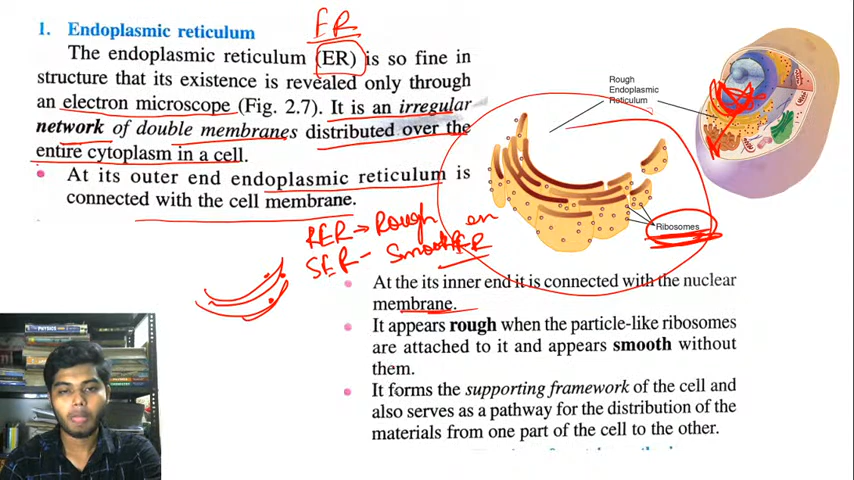 ER
1. Endoplasmic reticulum
The endoplasmic reticulum (ER) is so fine in
structure that its existence is revealed only through
an electron microscope (Fig. 2.7). It is an irregular
network of double membranes distributed over the
entire cytoplasm in a cell.
• At its outer end endoplasmic reticulum is
connected with the cell membrane.
Rough
Endoplasmic
Reticulum
Ribosomes
RER → Rough en
SER - Smooth ER
• At the its inner end it is connected with the nuclear
membrane.
• It appears rough when the particle-like ribosomes
are attached to it and appears smooth without
them.
• It forms the supporting framework of the cell and
also serves as a pathway for the distribution of the
materials from one part of the cell to the other.